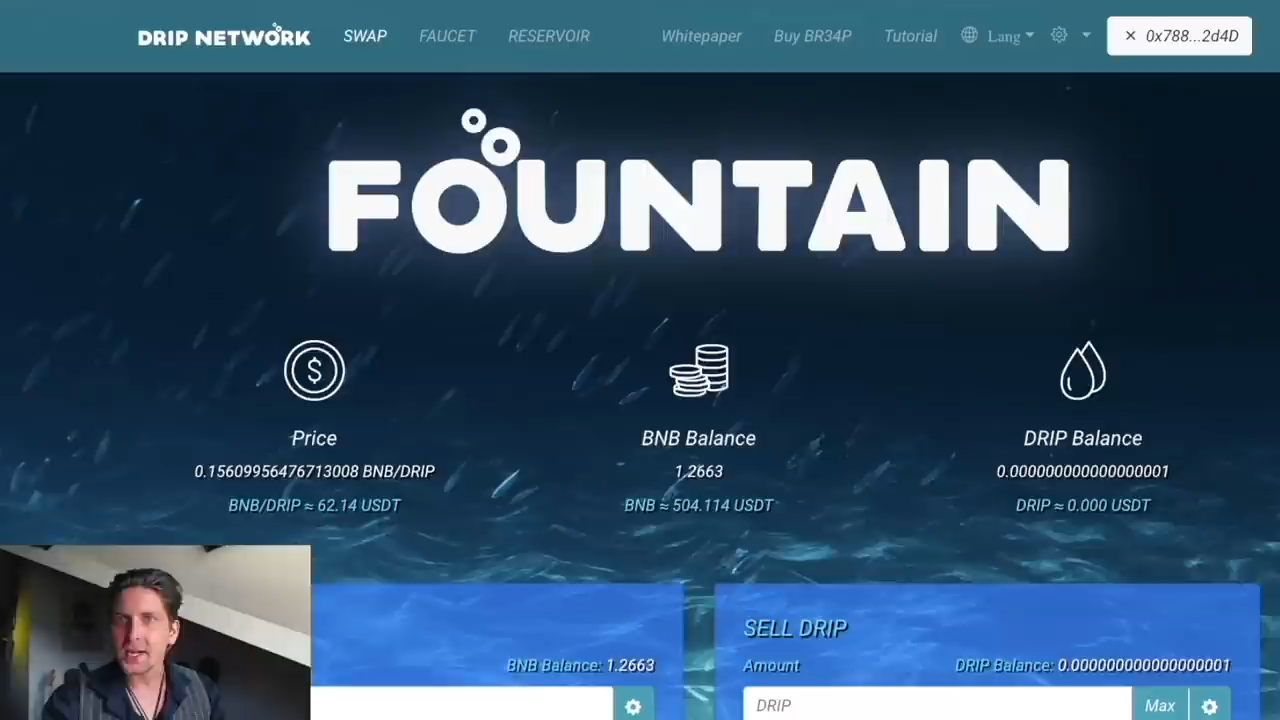 DRIP NETWORK SWAP FAUCET RESERVOIR Whitepaper Buy BR34P Tutorial Lang × 0x788...2d4D
FOUNTAIN
Price
0.15609956476713008 BNB/DRIP
BNB/DRIP ≈ 62.14 USDT
BNB Balance
1.2663
BNB ≈ 504.114 USDT
DRIP Balance
0.000000000000000001
DRIP ≈ 0.000 USDT
BNB Balance: 1.2663
SELL DRIP
Amount DRIP Balance: 0.000000000000000001
DRIP Max